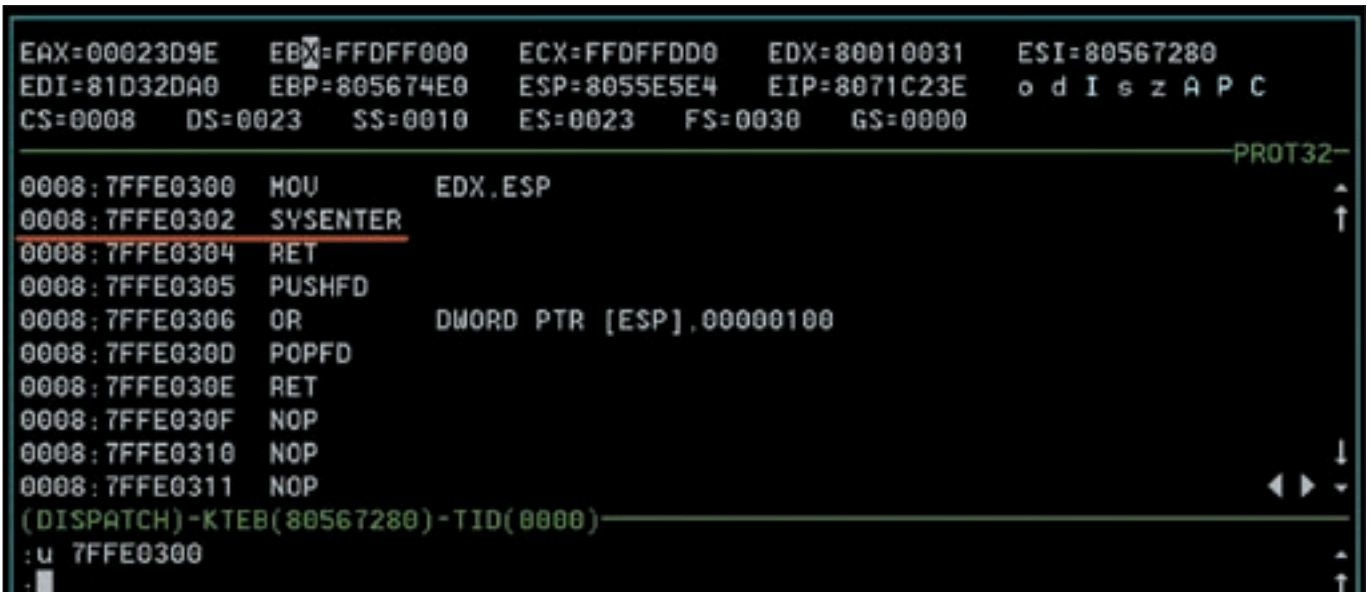 EAX=00023D9E EBX=FFDFF000 ECX=FFDFFDD0 EDX=80010031 ESI=80567280
EDI=81D32DA0 EBP=805674E0 ESP=8055E5E4 EIP=8071C23E o d I s z A P C
CS=0008 DS=0023 SS=0010 ES=0023 FS=0030 GS=0000
PROT32
0008:7FFE0300 MOV EDX,ESP
0008:7FFE0302 SYSENTER
0008:7FFE0304 RET
0008:7FFE0305 PUSHFD
0008:7FFE0306 OR DWORD PTR [ESP],00000100
0008:7FFE030D POPFD
0008:7FFE030E RET
0008:7FFE030F NOP
0008:7FFE0310 NOP
0008:7FFE0311 NOP
(DISPATCH)-KTEB(80567280)-TID(0000)
:u 7FFE0300
: